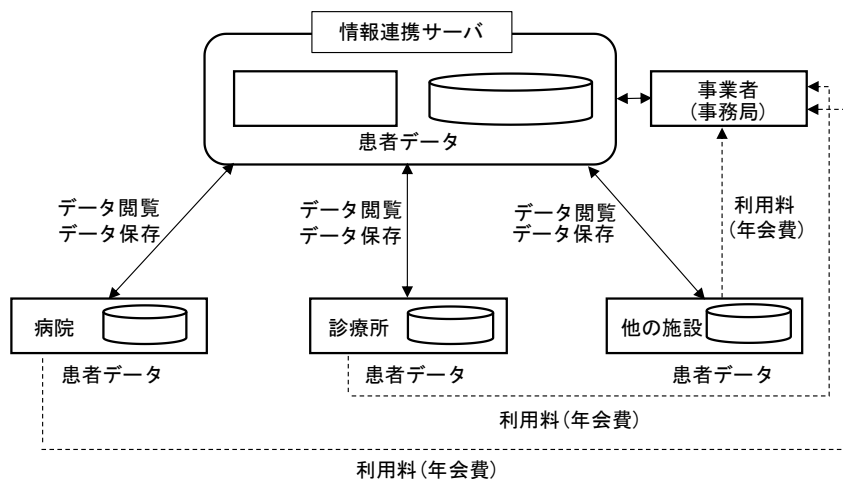 情報連携サーバ
患者データ
事業者
(事務局)
データ閲覧
データ保存
データ閲覧
データ保存
データ閲覧
データ保存
利用料
(年会費)
病院
患者データ
診療所
患者データ
他の施設
患者データ
利用料(年会費)
利用料(年会費)